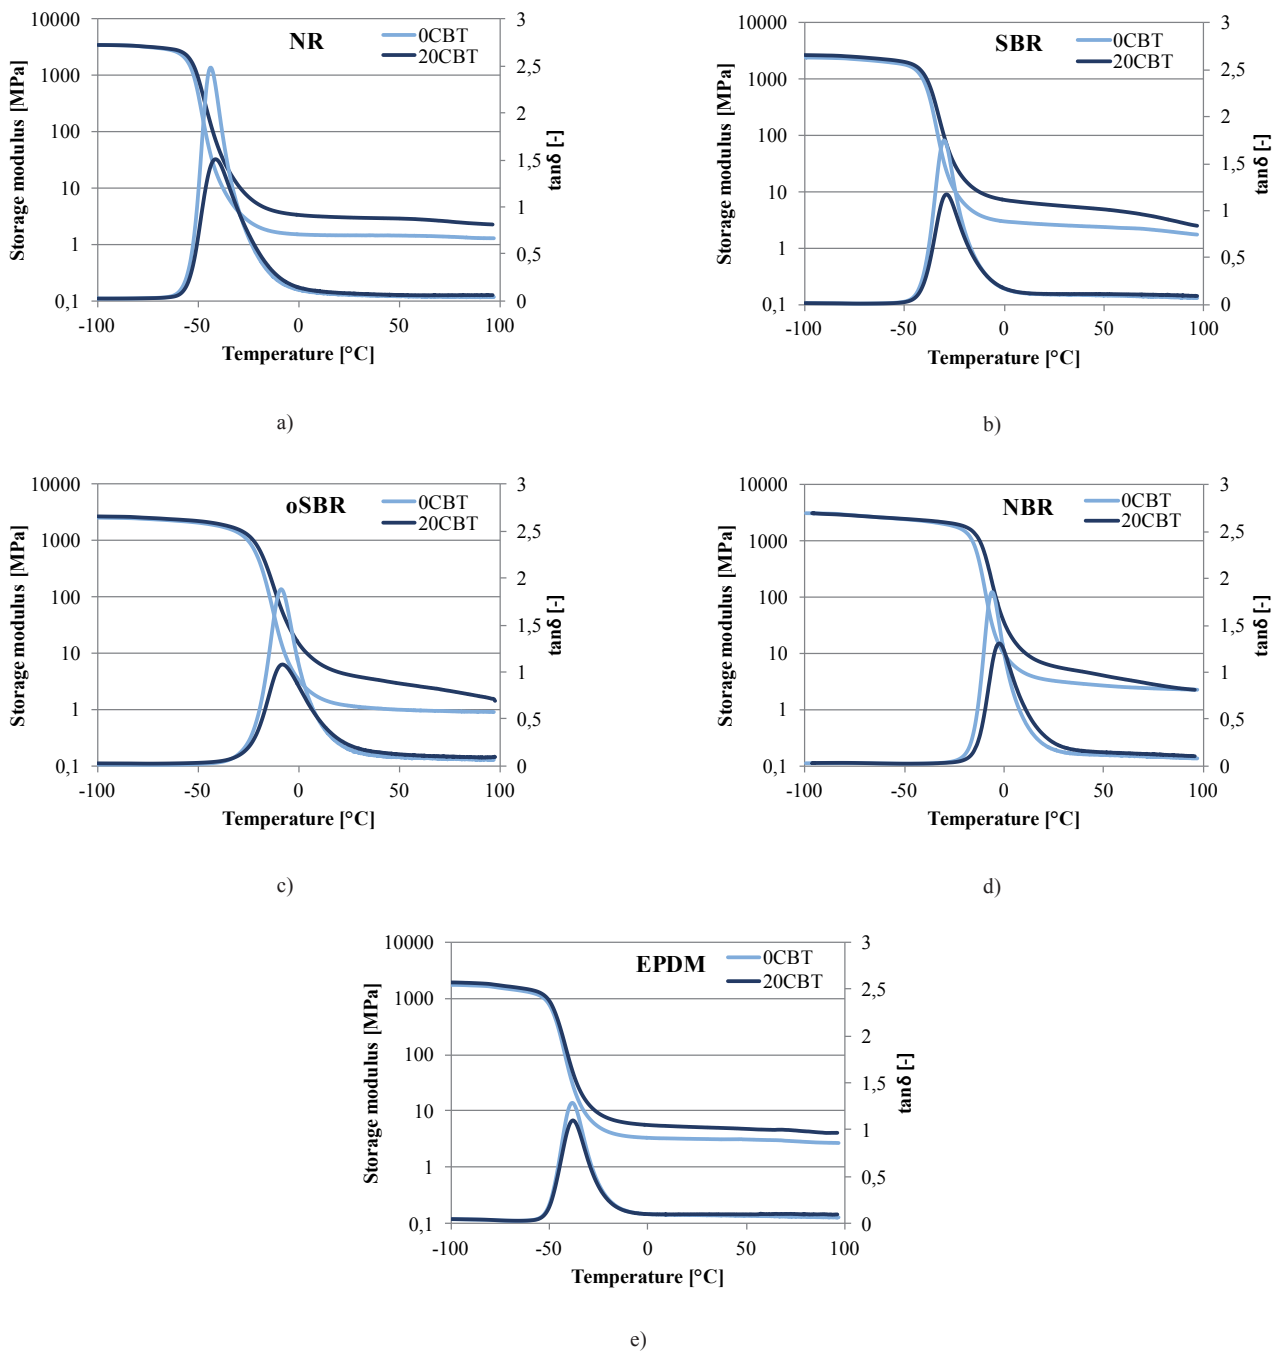 NR
0CBT
20CBT
Storage modulus [MPa]
10000
1000
100
10
1
0,1
3
2,5
2
1,5
1
0,5
0
tanδ [-]
-100 -50 0 50 100
Temperature [°C]
a)
SBR
0CBT
20CBT
Storage modulus [MPa]
10000
1000
100
10
1
0,1
3
2,5
2
1,5
1
0,5
0
tanδ [-]
-100 -50 0 50 100
Temperature [°C]
b)
oSBR
0CBT
20CBT
Storage modulus [MPa]
10000
1000
100
10
1
0,1
3
2,5
2
1,5
1
0,5
0
tanδ [-]
-100 -50 0 50 100
Temperature [°C]
c)
NBR
0CBT
20CBT
Storage modulus [MPa]
10000
1000
100
10
1
0,1
3
2,5
2
1,5
1
0,5
0
tanδ [-]
-100 -50 0 50 100
Temperature [°C]
d)
EPDM
0CBT
20CBT
Storage modulus [MPa]
10000
1000
100
10
1
0,1
3
2,5
2
1,5
1
0,5
0
tanδ [-]
-100 -50 0 50 100
Temperature [°C]
e)